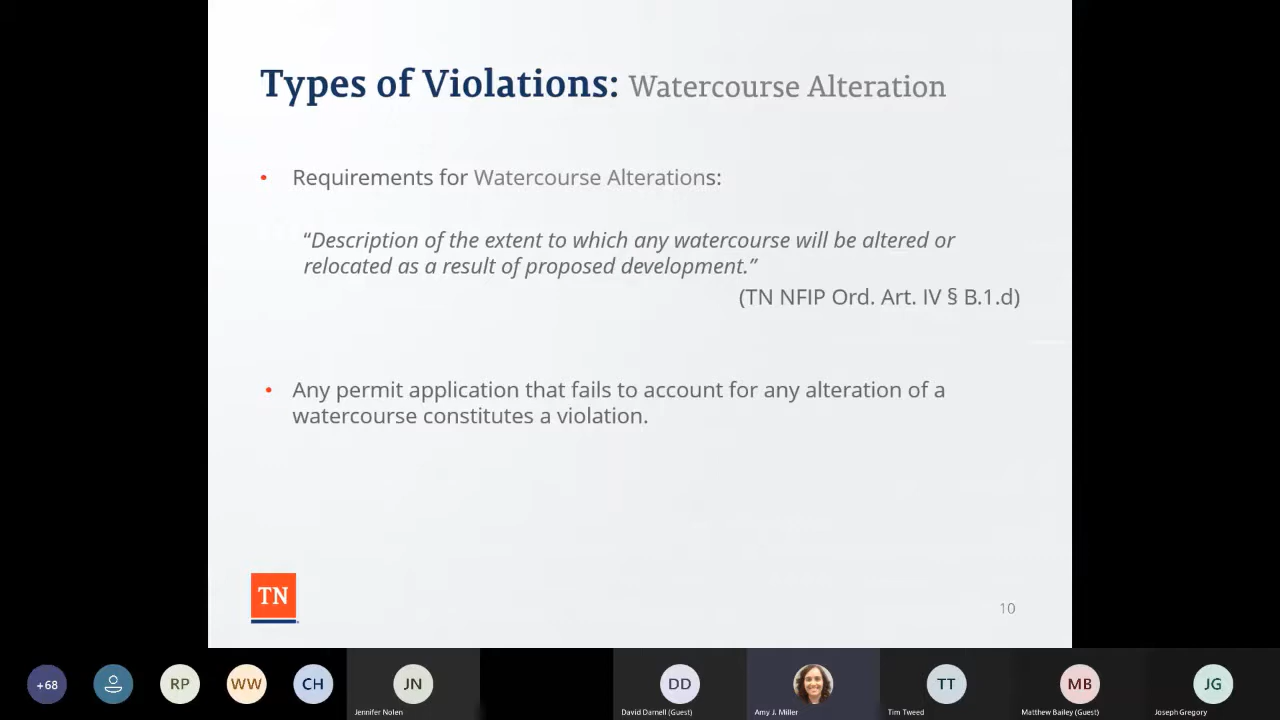 Types of Violations: Watercourse Alteration
• Requirements for Watercourse Alterations:
“Description of the extent to which any watercourse will be altered or
relocated as a result of proposed development.”
(TN NFIP Ord. Art. IV § B.1.d)
• Any permit application that fails to account for any alteration of a
watercourse constitutes a violation.
TN
10
+68
RP
WW
CH
JN
Jennifer Nolen
DD
David Darnell (Guest)
Amy J. Miller
TT
Tim Tweed
MB
Matthew Bailey (Guest)
JG
Joseph Gregory